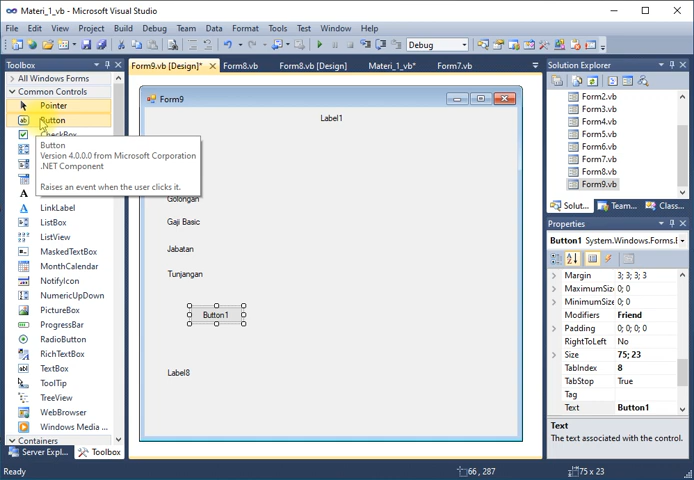 Materi_1_vb - Microsoft Visual Studio
File Edit View Project Build Debug Team Data Format Tools Test Window Help
Debug
Toolbox
All Windows Forms
Common Controls
Pointer
Button
CheckBox
Button
Version 4.0.0.0 from Microsoft Corporation
.NET Component
Raises an event when the user clicks it.
A
LinkLabel
ListBox
ListView
MaskedTextBox
MonthCalendar
NotifyIcon
NumericUpDown
PictureBox
ProgressBar
RadioButton
RichTextBox
TextBox
ToolTip
TreeView
WebBrowser
Windows Media ...
Containers
Server Expl... Toolbox
Form9.vb [Design]* Form8.vb Form8.vb [Design] Materi_1_vb* Form7.vb
Form9
Label1
Golongan
Gaji Basic
Jabatan
Tunjangan
Button1
Label8
Solution Explorer
Form2.vb
Form3.vb
Form4.vb
Form5.vb
Form6.vb
Form7.vb
Form8.vb
Form9.vb
Solut... Team... Class...
Properties
Button1 System.Windows.Forms.B
Margin 3; 3; 3; 3
MaximumSize 0; 0
MinimumSize 0; 0
Modifiers Friend
Padding 0; 0; 0; 0
RightToLeft No
Size 75; 23
TabIndex 8
TabStop True
Tag
Text Button1
Text
The text associated with the control.
Ready 66 , 287 75 x 23